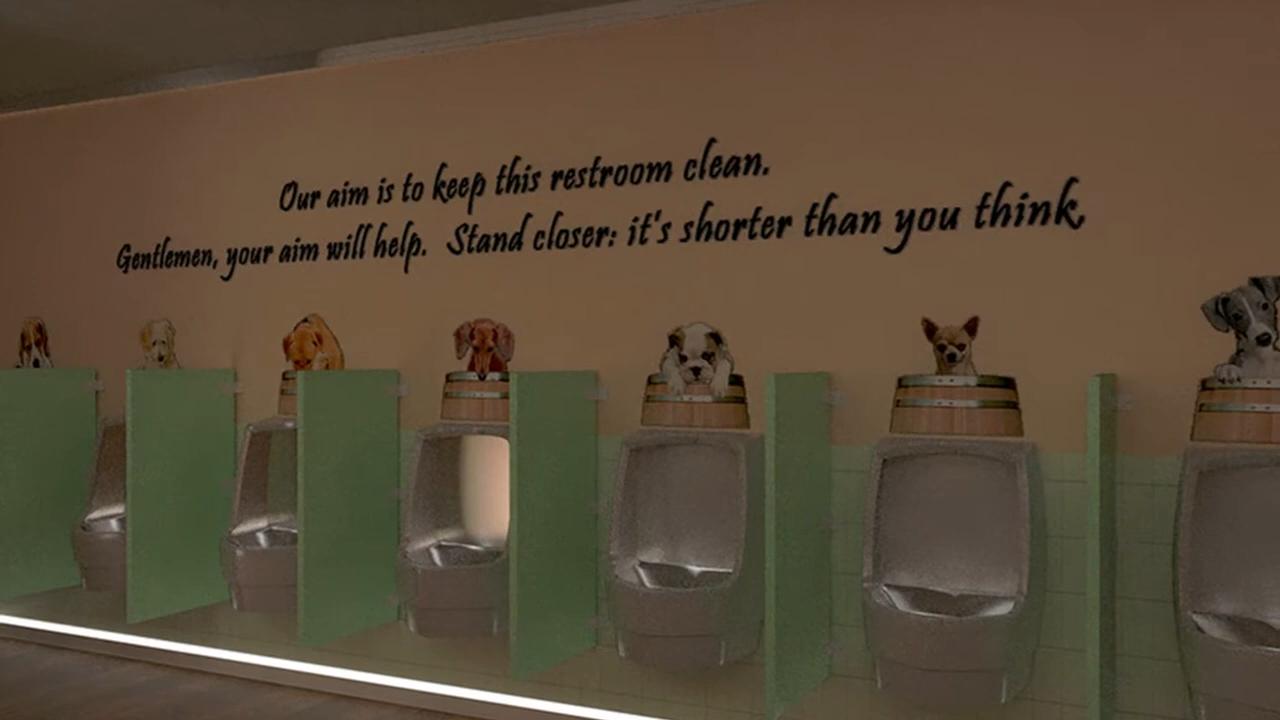 Our aim is to keep this restroom clean.
Gentlemen, your aim will help. Stand closer: it's shorter than you think.